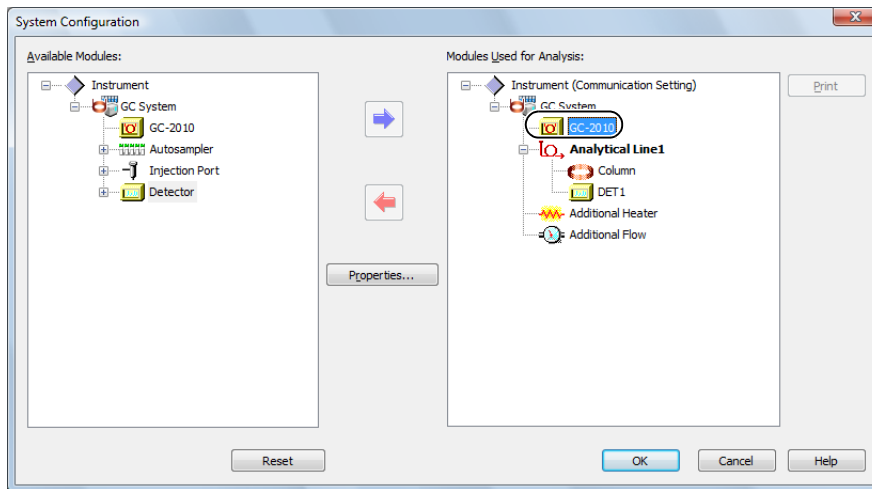 System Configuration
Available Modules:
Instrument
GC System
GC-2010
Autosampler
Injection Port
Detector
Properties...
Reset
Modules Used for Analysis:
Instrument (Communication Setting)
GC System
GC-2010
Analytical Line1
Column
DET1
Additional Heater
Additional Flow
Print
OK
Cancel
Help